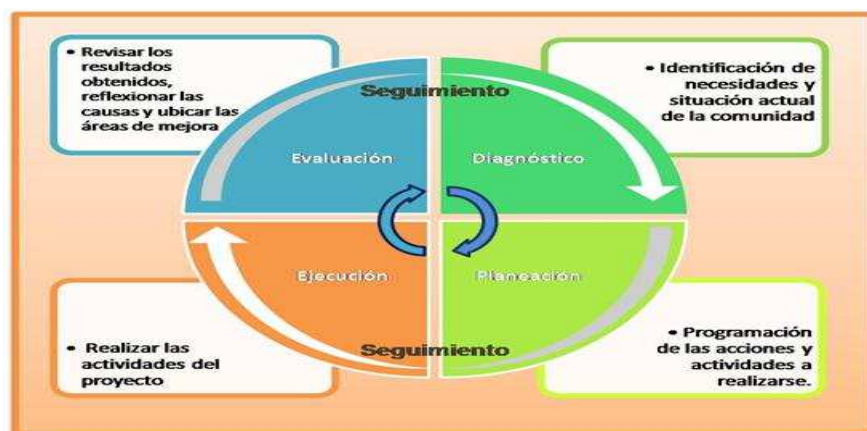 • Revisar los
resultados
obtenidos,
reflexionar las
causas y ubicar las
áreas de mejora
Seguimiento
• Identificación de
necesidades y
situación actual
de la comunidad
Evaluación
Diagnóstico
Ejecución
Planeación
• Realizar las
actividades del
proyecto
Seguimiento
• Programación
de las acciones y
actividades a
realizarse.